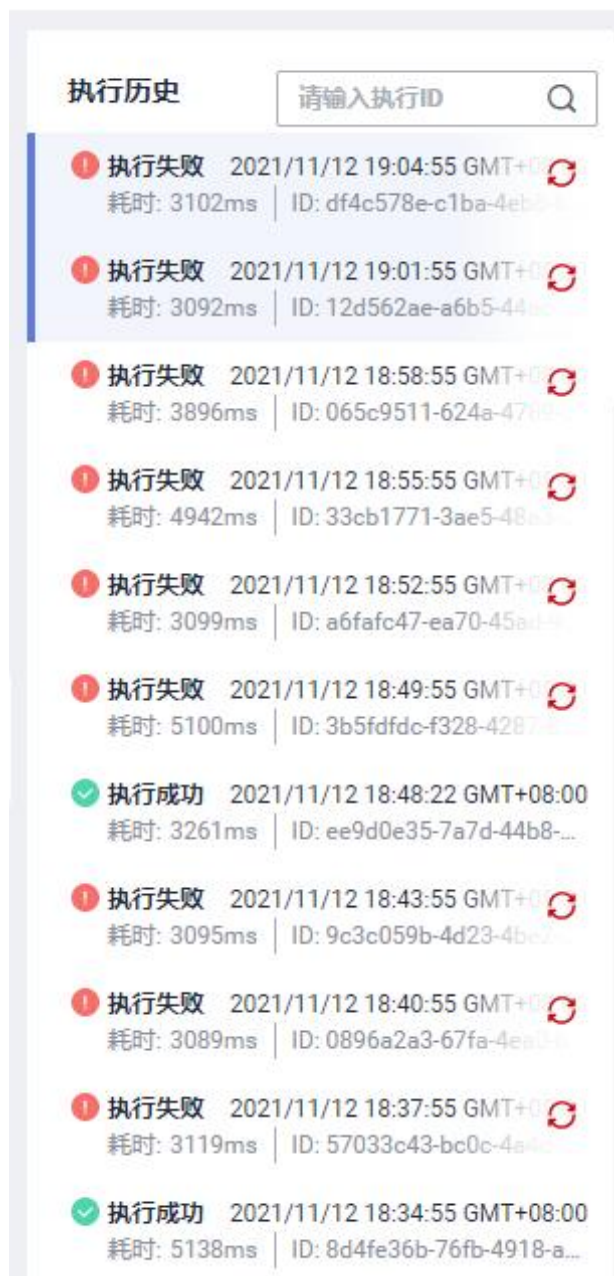 执行历史
请输入执行ID
执行失败 2021/11/12 19:04:55 GMT+
耗时: 3102ms ID: df4c578e-c1ba-4eb
执行失败 2021/11/12 19:01:55 GMT+
耗时: 3092ms ID: 12d562ae-a6b5-44
执行失败 2021/11/12 18:58:55 GMT+
耗时: 3896ms ID: 065c9511-624a-478
执行失败 2021/11/12 18:55:55 GMT+
耗时: 4942ms ID: 33cb1771-3ae5-48a
执行失败 2021/11/12 18:52:55 GMT+
耗时: 3099ms ID: a6fafc47-ea70-45ad
执行失败 2021/11/12 18:49:55 GMT+
耗时: 5100ms ID: 3b5fdfdc-f328-4287
执行成功 2021/11/12 18:48:22 GMT+08:00
耗时: 3261ms ID: ee9d0e35-7a7d-44b8-...
执行失败 2021/11/12 18:43:55 GMT+
耗时: 3095ms ID: 9c3c059b-4d23-4be
执行失败 2021/11/12 18:40:55 GMT+
耗时: 3089ms ID: 0896a2a3-67fa-4ea
执行失败 2021/11/12 18:37:55 GMT+
耗时: 3119ms ID: 57033c43-bc0c-4a
执行成功 2021/11/12 18:34:55 GMT+08:00
耗时: 5138ms ID: 8d4fe36b-76fb-4918-a...